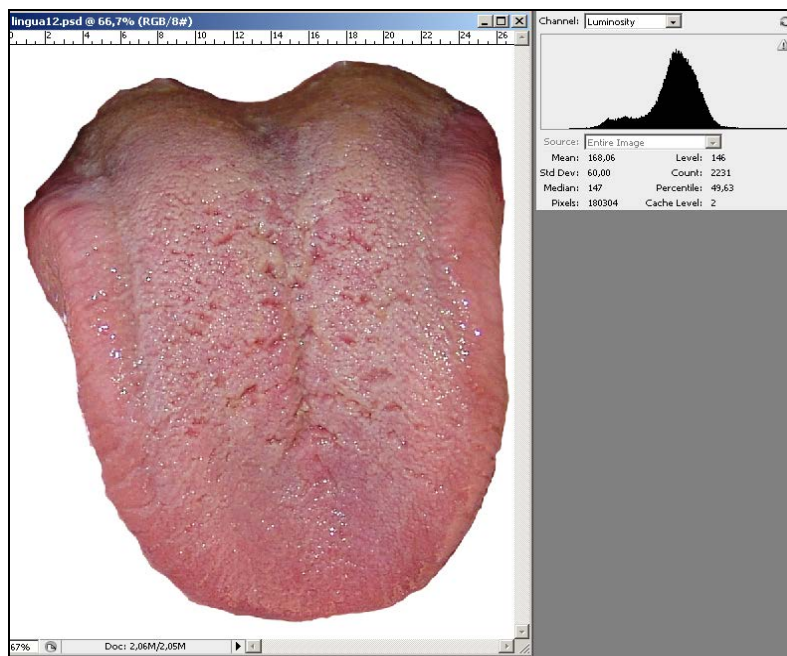 lingua12.psd @ 66,7% (RGB/8#)
0 2 4 6 8 10 12 14 16 18 20 22 24 26
Channel: Luminosity
Source: Entire Image
Mean: 168,06 Level: 146
Std Dev: 60,00 Count: 2231
Median: 147 Percentile: 49,63
Pixels: 180304 Cache Level: 2
67% Doc: 2,06M/2,05M